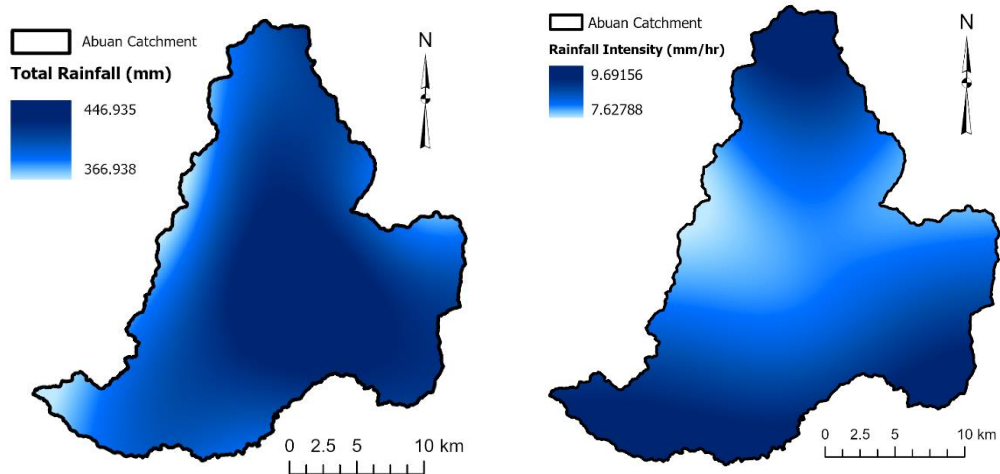 Abuan Catchment
Total Rainfall (mm)
446.935
366.938
N
0 2.5 5 10 km
Abuan Catchment
Rainfall Intensity (mm/hr)
9.69156
7.62788
N
0 2.5 5 10 km